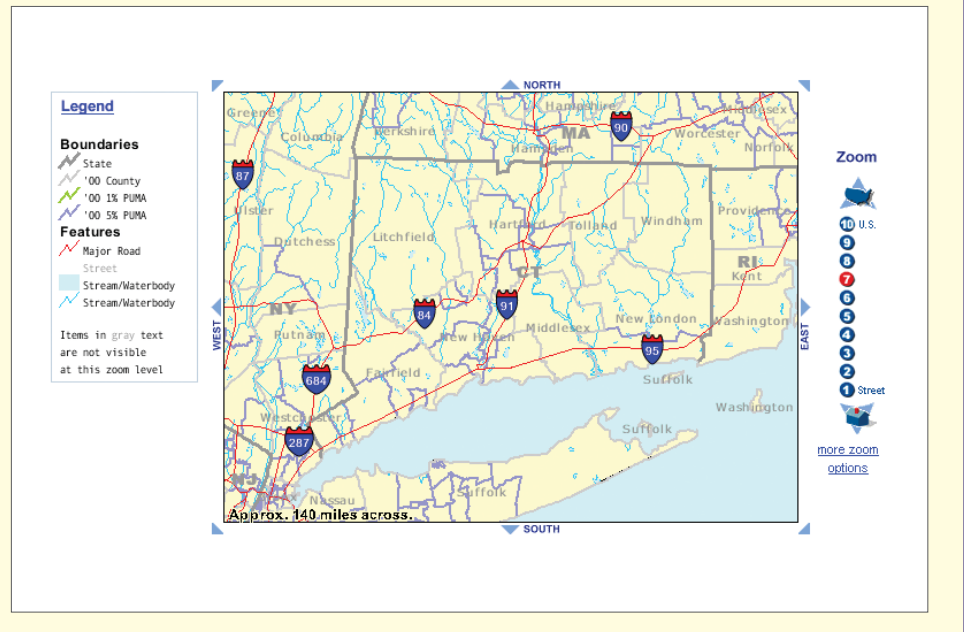 NORTH
Legend
Boundaries
State
'00 County
'00 1% PUMA
'00 5% PUMA
Features
Major Road
Street
Stream/Waterbody
Stream/Waterbody
Items in gray text
are not visible
at this zoom level
WEST
Greene
Columbia
Berkshire
Hampshire
Middlesex
MA
90
Worcester
Hampden
Norfolk
87
Ulster
Dutchess
Litchfield
Hartford
Tolland
Windham
Providence
RI
Kent
CT
NY
84
91
Putnam
New Haven
Middlesex
New London
Washington
95
Fairfield
684
Suffolk
Westchester
Washington
287
Suffolk
NJ
Nassau
Suffolk
Approx. 140 miles across.
SOUTH
EAST
Zoom
10 U.S.
9
8
7
6
5
4
3
2
1 Street
more zoom
options